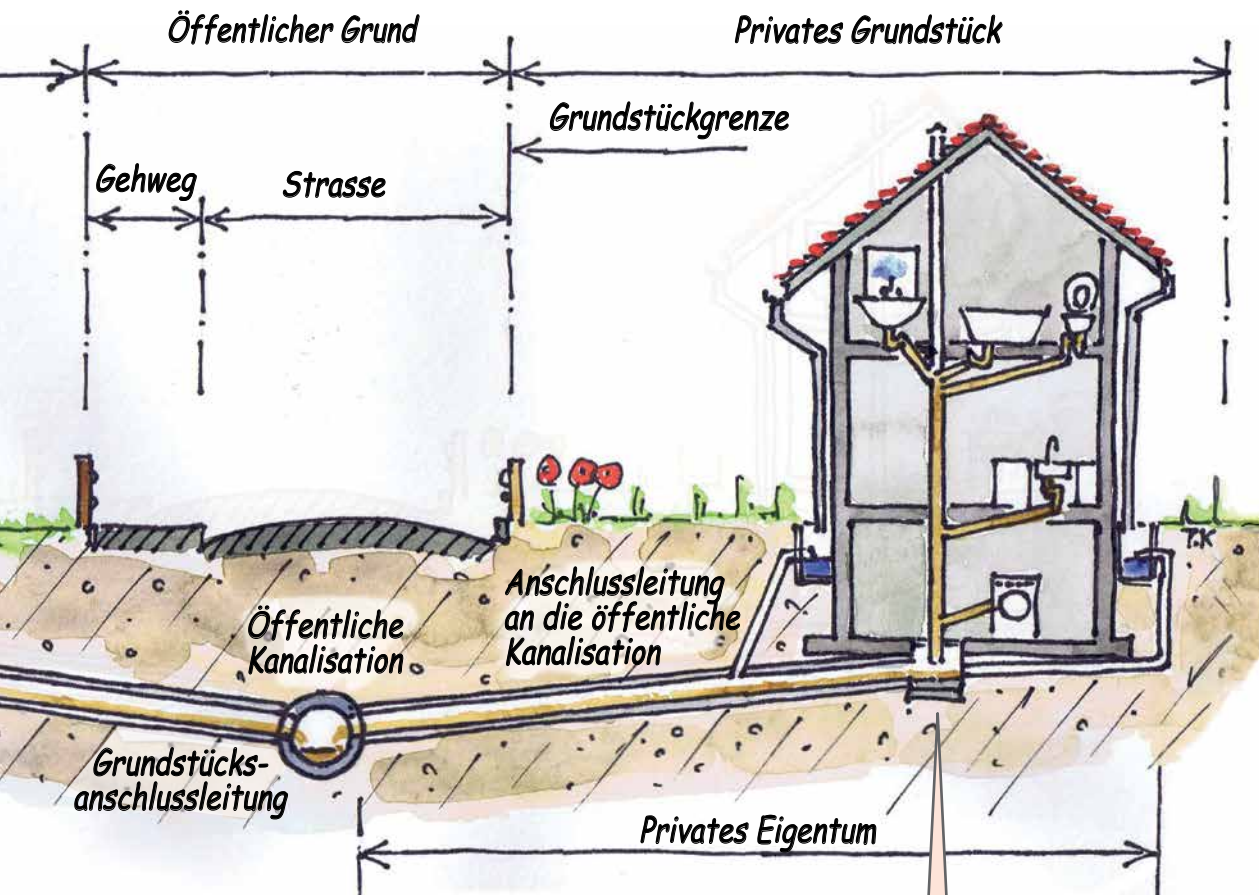 Öffentlicher Grund
Privates Grundstück
Grundstückgrenze
Gehweg
Strasse
T.K
Anschlussleitung
an die öffentliche
Kanalisation
Öffentliche
Kanalisation
Grundstücks-
anschlussleitung
Privates Eigentum